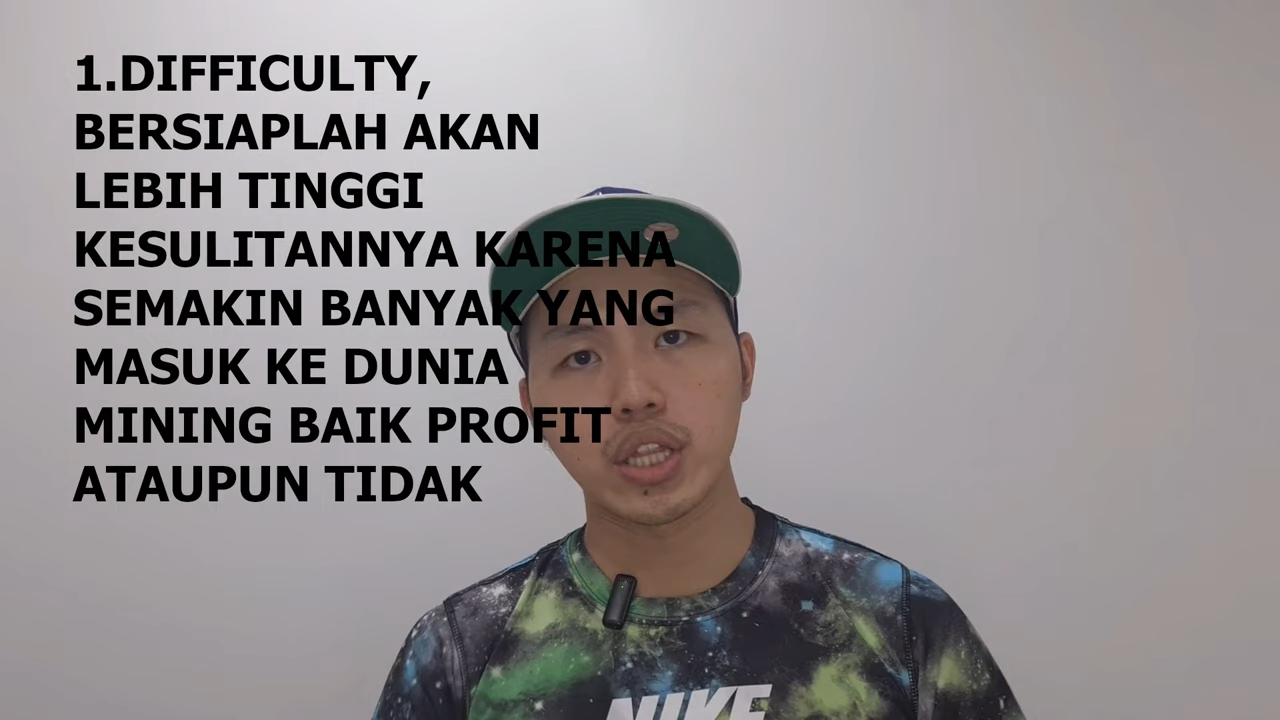 1.DIFFICULTY,
BERSIAPLAH AKAN
LEBIH TINGGI
KESULITANNYA KARENA
SEMAKIN BANYAK YANG
MASUK KE DUNIA
MINING BAIK PROFIT
ATAUPUN TIDAK
NIKE